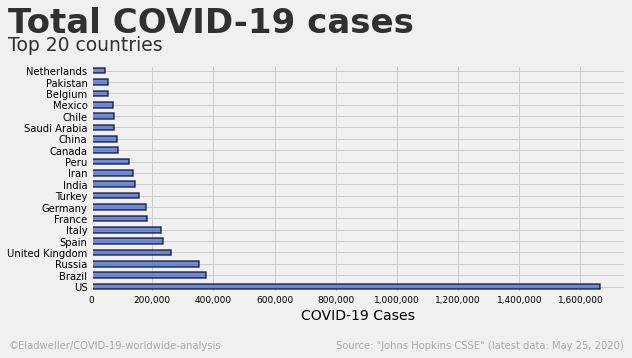 Total COVID-19 cases
Top 20 countries
Netherlands
Pakistan
Belgium
Mexico
Chile
Saudi Arabia
China
Canada
Peru
Iran
India
Turkey
Germany
France
Italy
Spain
United Kingdom
Russia
Brazil
US
0 200,000 400,000 600,000 800,000 1,000,000 1,200,000 1,400,000 1,600,000
COVID-19 Cases
©Eladweller/COVID-19-worldwide-analysis Source: "Johns Hopkins CSSE" (latest data: May 25, 2020)